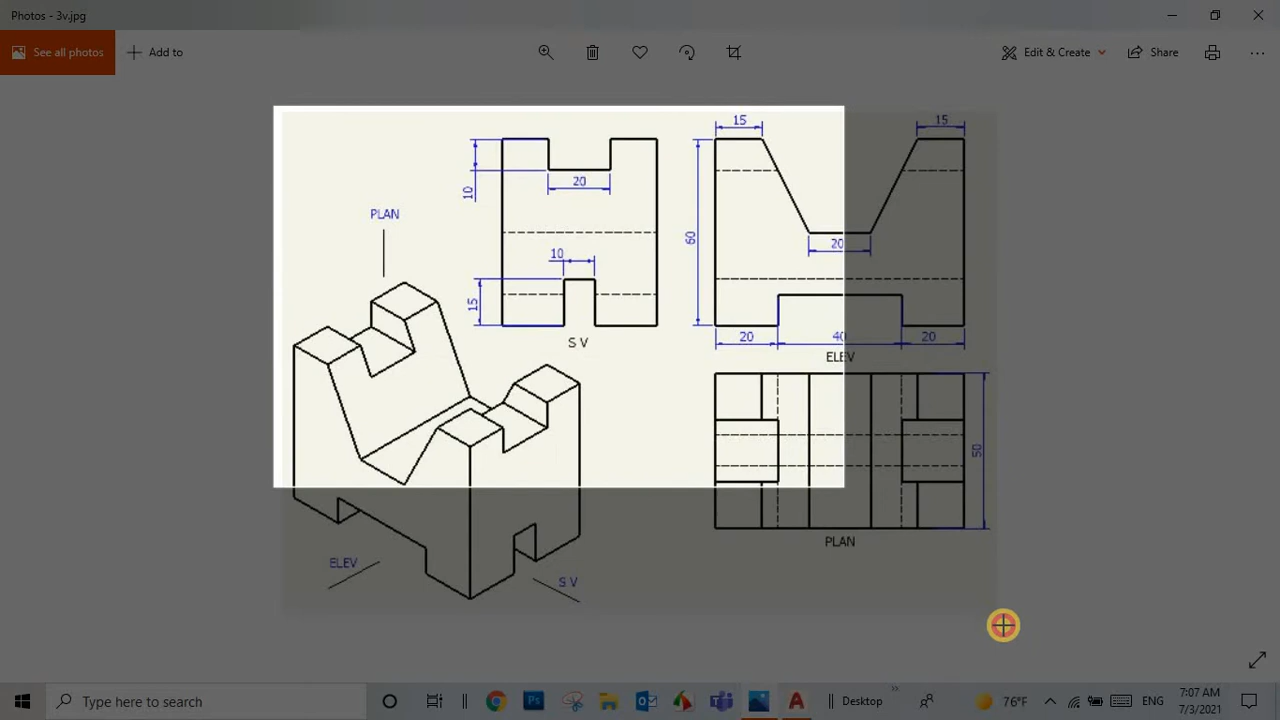 Photos - 3v.jpg
See all photos
Add to
Edit & Create
Share
15
15
10
20
PLAN
60
20
10
15
20
40
20
S V
ELEV
50
PLAN
ELEV
S V
Type here to search
Desktop
76°F
ENG
7:07 AM
7/3/2021